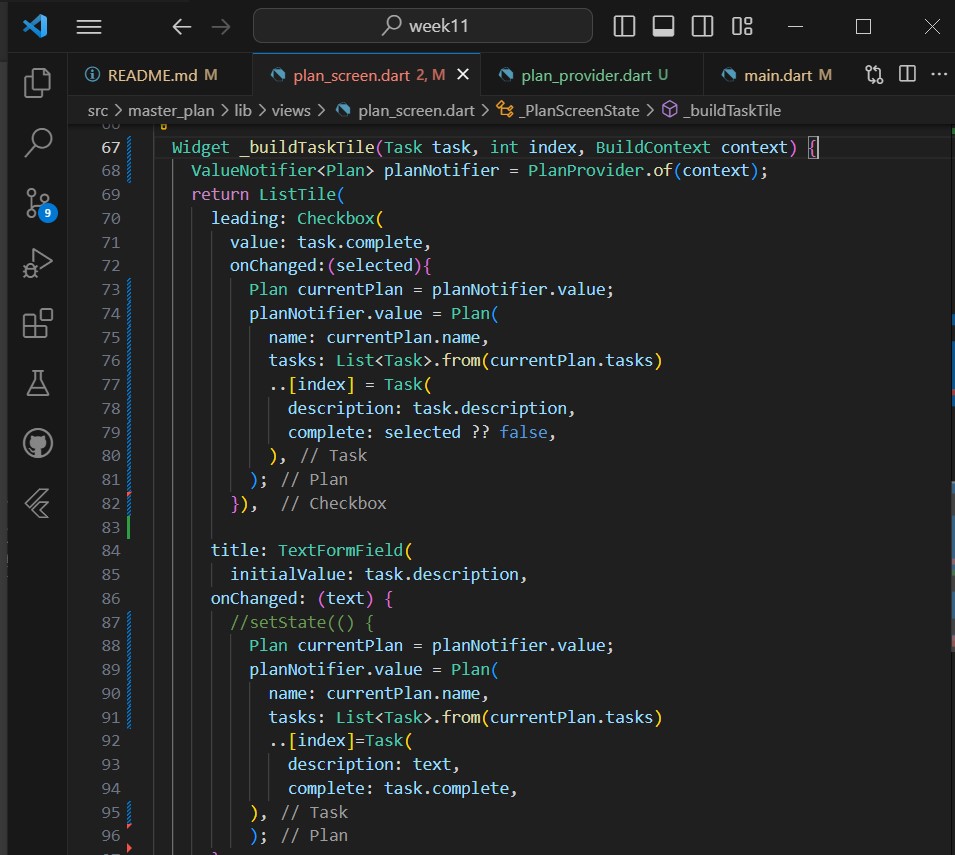 week11
README.md M
plan_screen.dart 2, M
plan_provider.dart U
main.dart M
src > master_plan > lib > views > plan_screen.dart > _PlanScreenState > _buildTaskTile
66
67 Widget _buildTaskTile(Task task, int index, BuildContext context) {
68 ValueNotifier<Plan> planNotifier = PlanProvider.of(context);
69 return ListTile(
70 leading: Checkbox(
71 value: task.complete,
72 onChanged:(selected){
73 Plan currentPlan = planNotifier.value;
74 planNotifier.value = Plan(
75 name: currentPlan.name,
76 tasks: List<Task>.from(currentPlan.tasks)
77 ..[index] = Task(
78 description: task.description,
79 complete: selected ?? false,
80 ), // Task
81 ); // Plan
82 }), // Checkbox
83
84 title: TextFormField(
85 initialValue: task.description,
86 onChanged: (text) {
87 //setState(() {
88 Plan currentPlan = planNotifier.value;
89 planNotifier.value = Plan(
90 name: currentPlan.name,
91 tasks: List<Task>.from(currentPlan.tasks)
92 ..[index]=Task(
93 description: text,
94 complete: task.complete,
95 ), // Task
96 ); // Plan
9